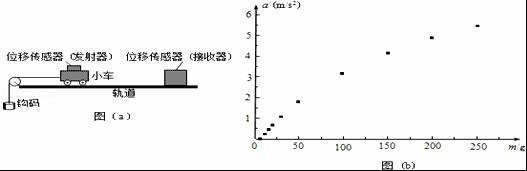 位移传感器（发射器）
位移传感器（接收器）
小车
轨道
钩码
图（a）
a/(m/s²)
6
5
4
3
2
1
0
50
100
150
200
250
m/g
图（b）